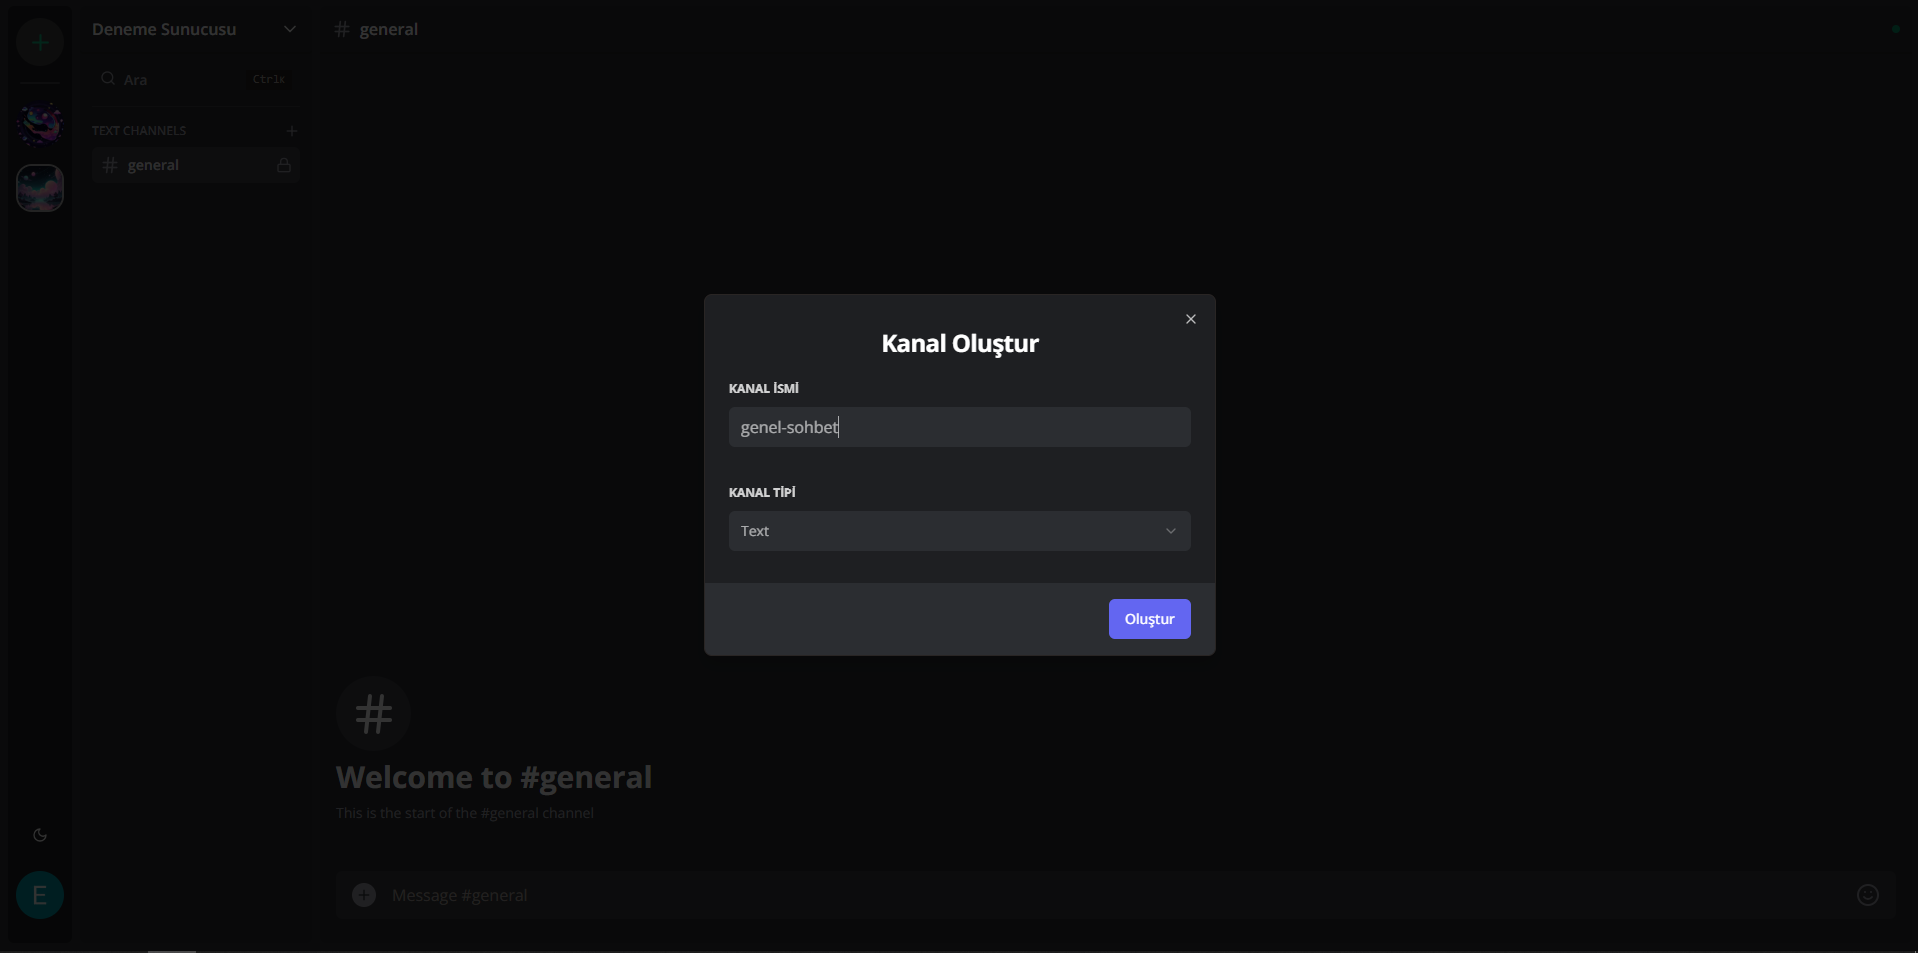 Deneme Sunucusu
general
Ara
CtrlK
TEXT CHANNELS
general
Kanal Oluştur
KANAL İSMİ
genel-sohbet
KANAL TİPİ
Text
Oluştur
Welcome to #general
This is the start of the #general channel
E
Message #general